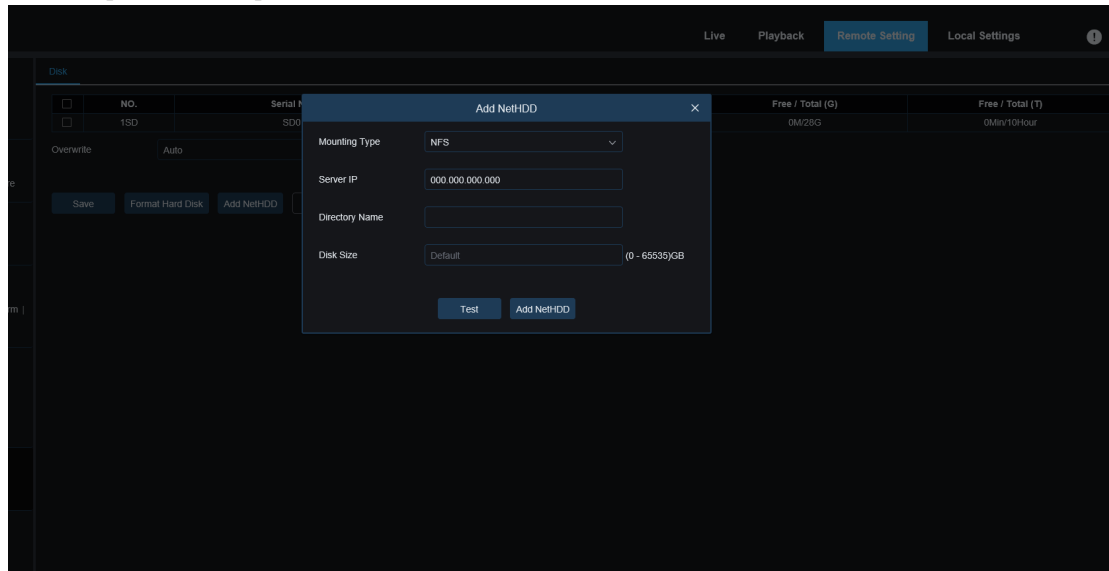 Live Playback Remote Setting Local Settings
Disk
NO. Serial Free / Total (G) Free / Total (T)
1SD SD0 0M/28G 0Min/10Hour
Overwrite Auto
Save Format Hard Disk Add NetHDD
Add NetHDD
Mounting Type NFS
Server IP 000.000.000.000
Directory Name
Disk Size Default (0 - 65535)GB
Test Add NetHDD